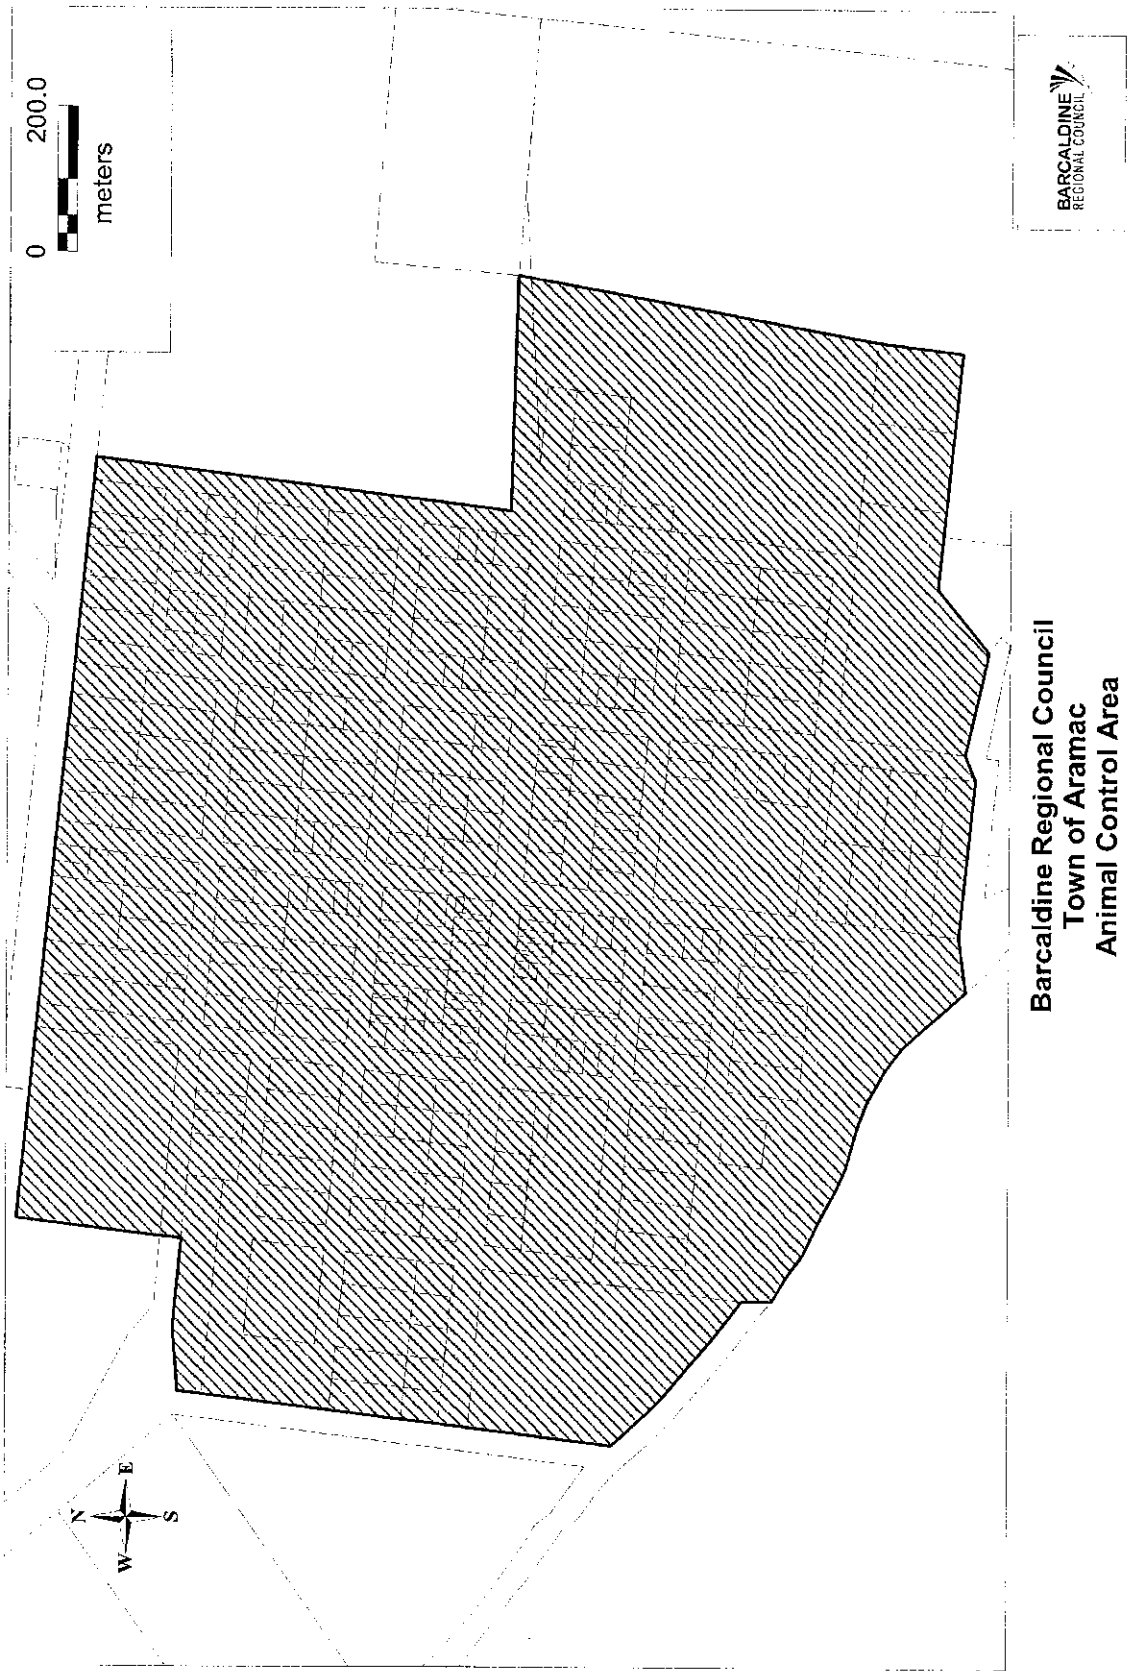 0 200.0
meters
N
W E
S
BARCALDINE
REGIONAL COUNCIL
Barcaldine Regional Council
Town of Aramac
Animal Control Area